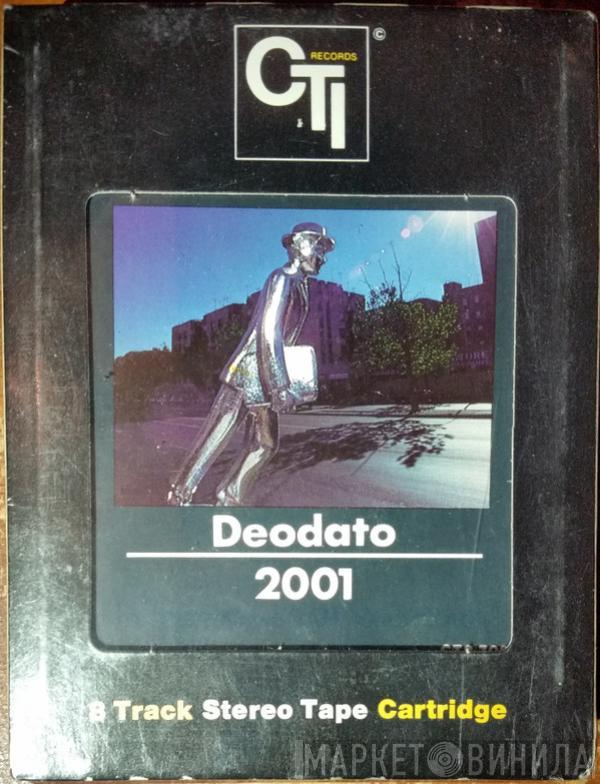 RECORDS
CTI
©
Deodato
2001
8 Track Stereo Tape Cartridge
МАРКЕТ ВИНИЛА